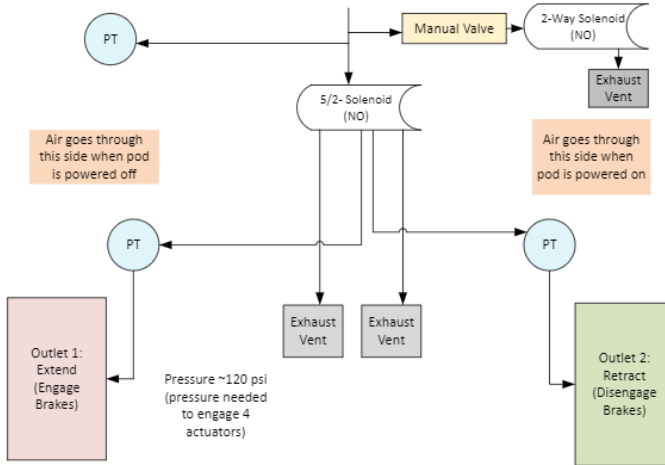 PT
Manual Valve
2-Way Solenoid
(NO)
Exhaust
Vent
5/2- Solenoid
(NO)
Air goes through
this side when pod
is powered off
Air goes through
this side when
pod is powered on
PT
PT
Exhaust
Vent
Exhaust
Vent
Outlet 1:
Extend
(Engage
Brakes)
Pressure ~120 psi
(pressure needed
to engage 4
actuators)
Outlet 2:
Retract
(Disengage
Brakes)